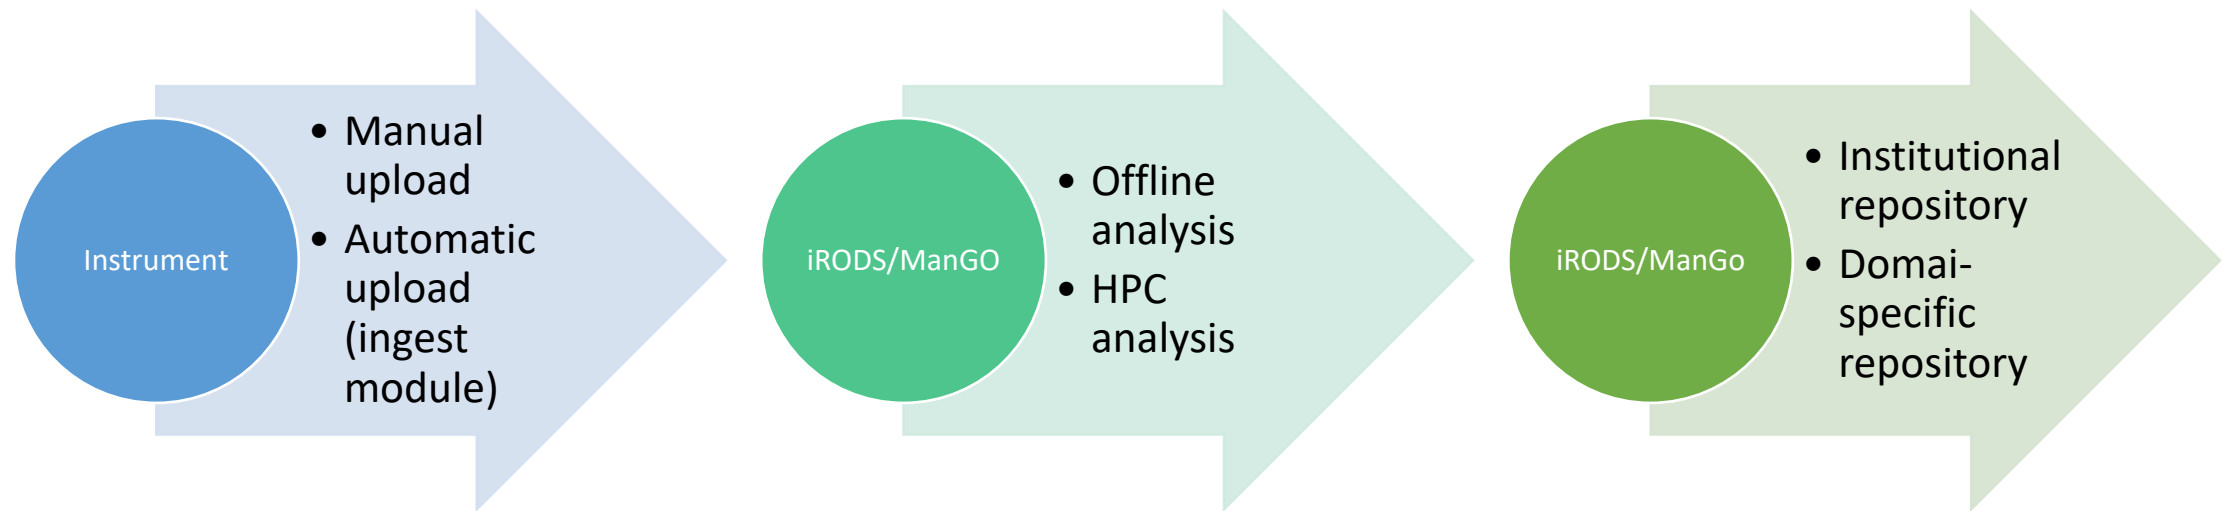 Instrument
• Manual
upload
• Automatic
upload
(ingest
module)
iRODS/ManGO
• Offline
analysis
• HPC
analysis
iRODS/ManGo
• Institutional
repository
• Domai-
specific
repository